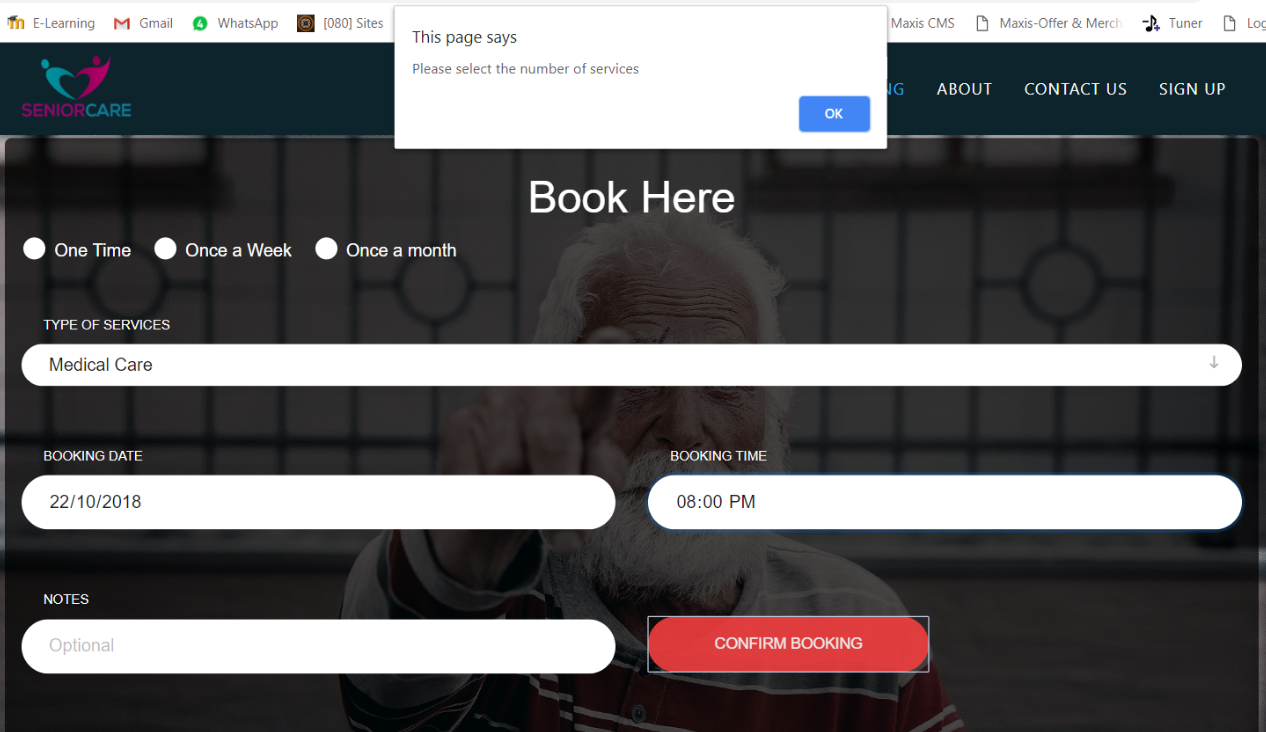 E-Learning
Gmail
WhatsApp
[080] Sites
Maxis CMS
Maxis-Offer & Merch
Tuner
Log
This page says
Please select the number of services
OK
SENIORCARE
NG
ABOUT
CONTACT US
SIGN UP
Book Here
One Time
Once a Week
Once a month
TYPE OF SERVICES
Medical Care
BOOKING DATE
BOOKING TIME
22/10/2018
08:00 PM
NOTES
Optional
CONFIRM BOOKING